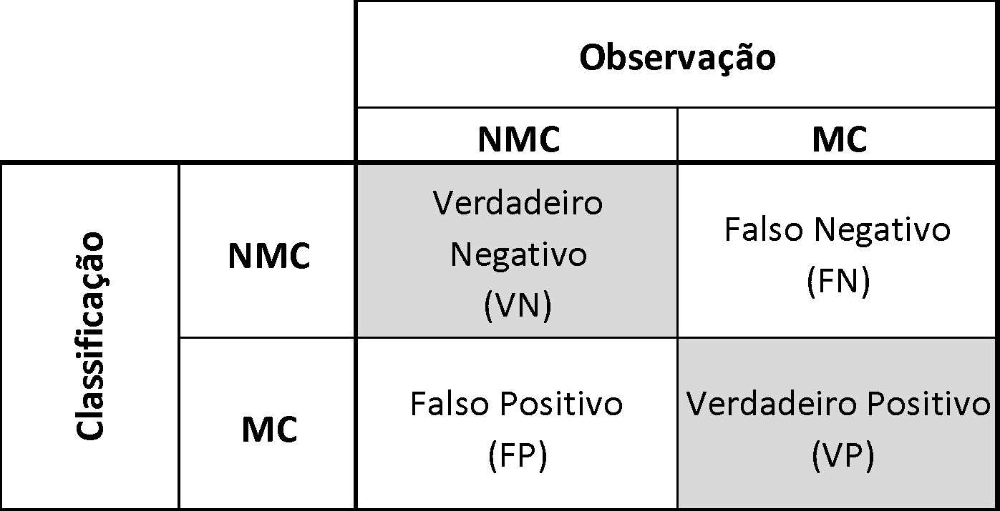 Observação
NMC
MC
Classificação
NMC
Verdadeiro
Negativo
(VN)
Falso Negativo
(FN)
MC
Falso Positivo
(FP)
Verdadeiro Positivo
(VP)